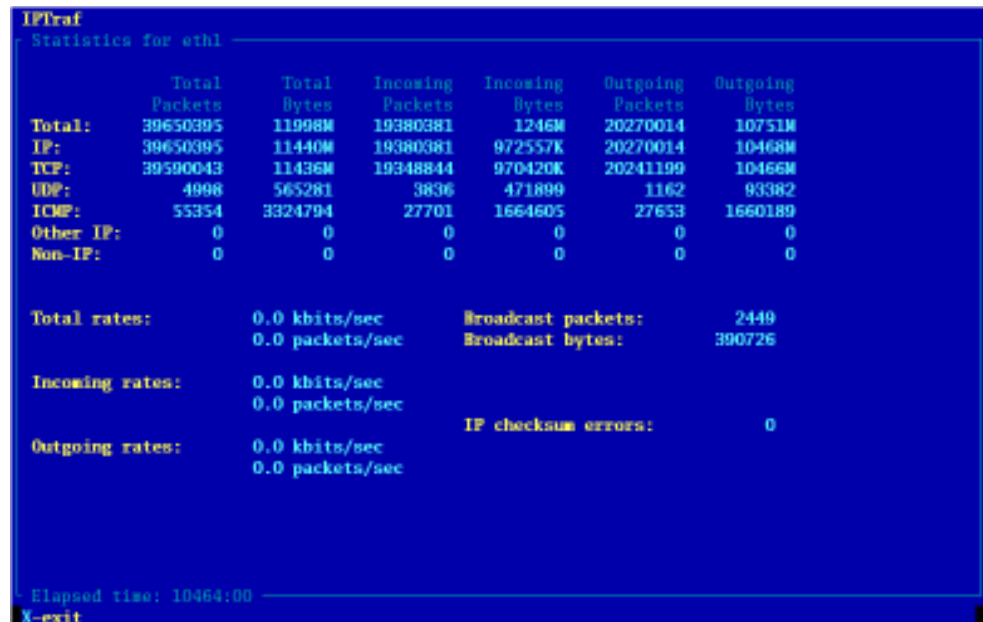 IPTraf
Statistics for eth1
Total Total Incoming Incoming Outgoing Outgoing
Packets Bytes Packets Bytes Packets Bytes
Total: 39650395 11998M 19380381 1246M 20270014 10751M
IP: 39650395 11440M 19380381 972557K 20270014 10468M
TCP: 39590043 11436M 19348844 970420K 20241199 10466M
UDP: 4998 565281 3836 471899 1162 93382
ICMP: 55354 3324794 27701 1664605 27653 1660189
Other IP: 0 0 0 0 0 0
Non-IP: 0 0 0 0 0 0
Total rates: 0.0 kbits/sec Broadcast packets: 2449
0.0 packets/sec Broadcast bytes: 390726
Incoming rates: 0.0 kbits/sec
0.0 packets/sec
IP checksum errors: 0
Outgoing rates: 0.0 kbits/sec
0.0 packets/sec
Elapsed time: 10464:00
X-exit